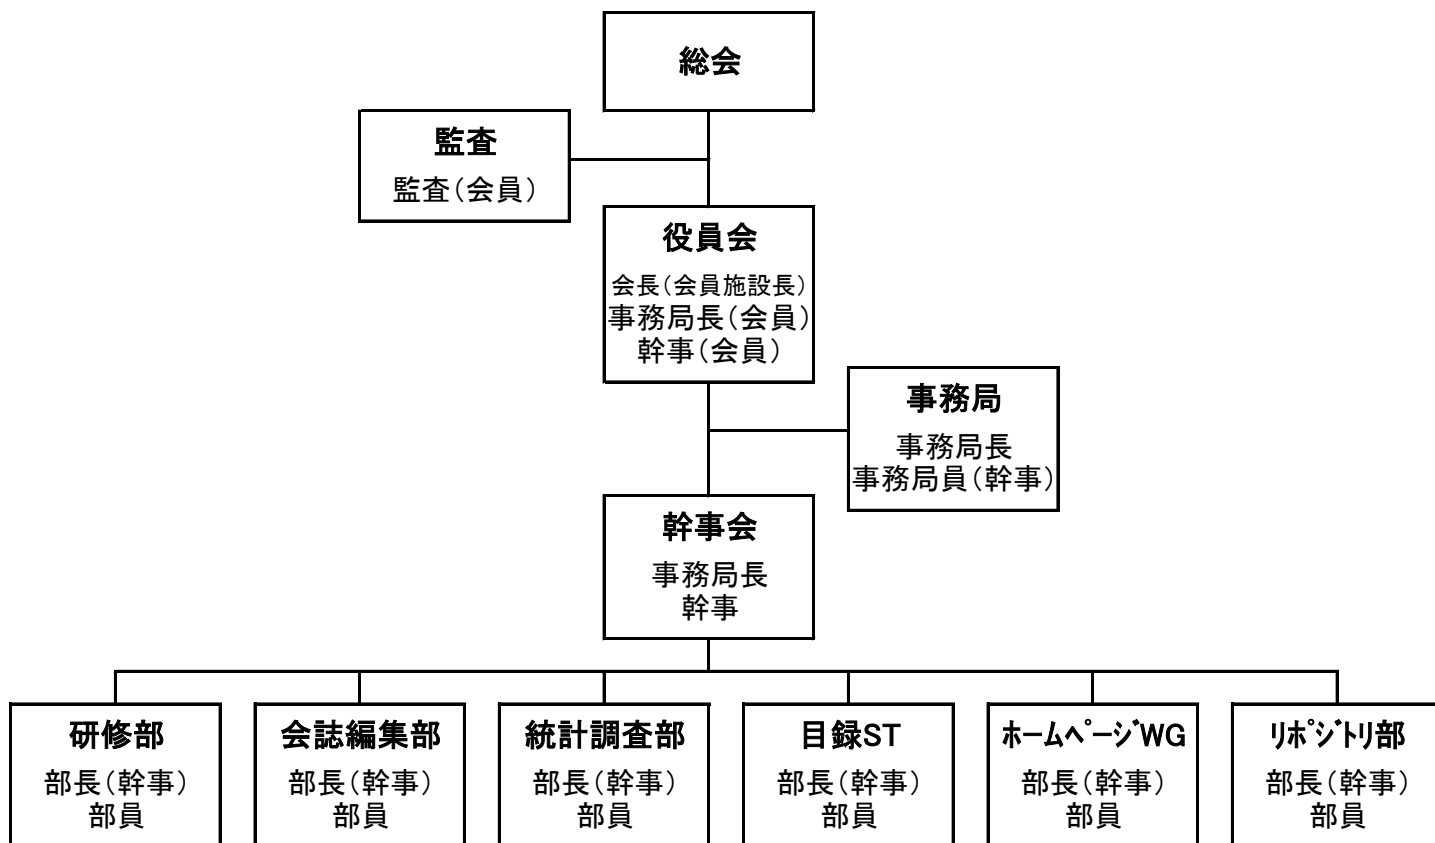 総会
監査
監査(会員)
役員会
会長(会員施設長)
事務局長(会員)
幹事(会員)
事務局
事務局長
事務局員(幹事)
幹事会
事務局長
幹事
研修部
部長(幹事)
部員
会誌編集部
部長(幹事)
部員
統計調査部
部長(幹事)
部員
目録ST
部長(幹事)
部員
ホームページWG
部長(幹事)
部員
リポジトリ部
部長(幹事)
部員